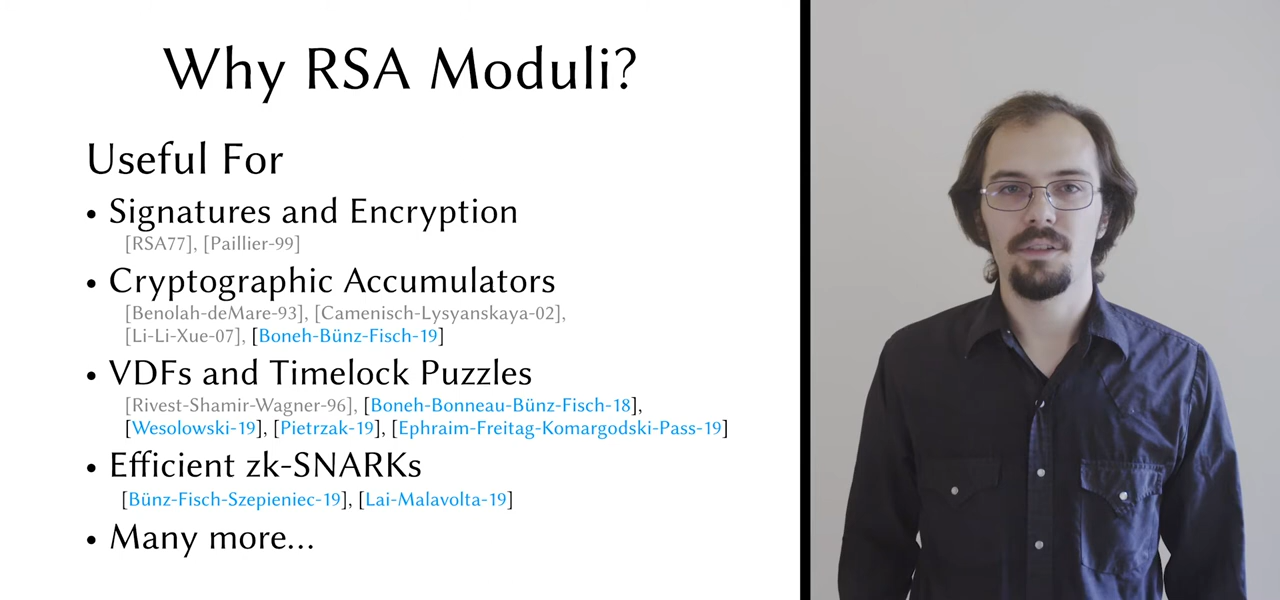 Why RSA Moduli?
Useful For
• Signatures and Encryption
[RSA77], [Paillier-99]
• Cryptographic Accumulators
[Benolah-deMare-93], [Camenisch-Lysyanskaya-02],
[Li-Li-Xue-07], [Boneh-Bünz-Fisch-19]
• VDFs and Timelock Puzzles
[Rivest-Shamir-Wagner-96], [Boneh-Bonneau-Bünz-Fisch-18],
[Wesolowski-19], [Pietrzak-19], [Ephraim-Freitag-Komargodski-Pass-19]
• Efficient zk-SNARKs
[Bünz-Fisch-Szepieniec-19], [Lai-Malavolta-19]
• Many more...